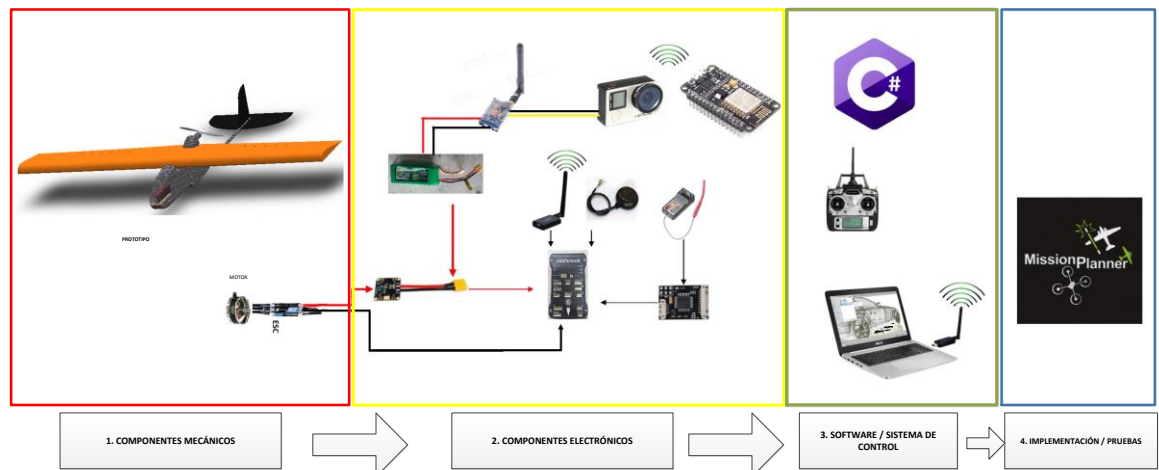 PROTOTIPO
MOTOR
ESC
C#
MissionPlanner
1. COMPONENTES MECÁNICOS
2. COMPONENTES ELECTRÓNICOS
3. SOFTWARE / SISTEMA DE
CONTROL
4. IMPLEMENTACIÓN / PRUEBAS